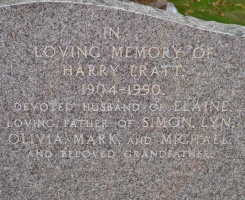 IN
LOVING MEMORY OF
HARRY PRATT
1904-1990
DEVOTED HUSBAND OF ELAINE,
LOVING FATHER OF SIMON, LYN,
OLIVIA, MARK, AND MICHAEL,
AND BELOVED GRANDFATHER.